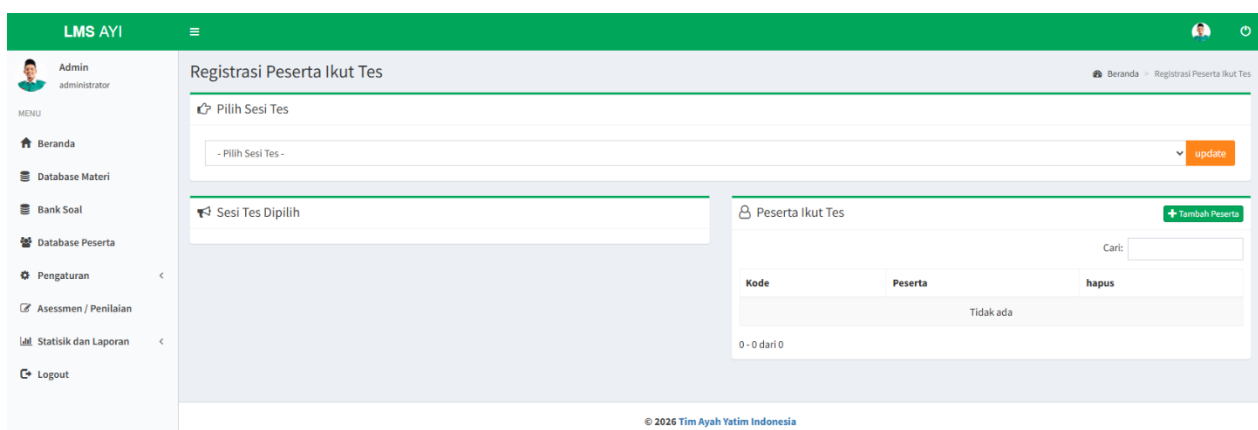 LMS AYI
Admin
administrator
MENU
Beranda
Database Materi
Bank Soal
Database Peserta
Pengaturan <
Asessmen / Penilaian
Statisik dan Laporan <
Logout
Registrasi Peserta Ikut Tes
Beranda > Registrasi Peserta Ikut Tes
Pilih Sesi Tes
- Pilih Sesi Tes -
update
Sesi Tes Dipilih
Peserta Ikut Tes
+ Tambah Peserta
Cari:
Kode Peserta hapus
Tidak ada
0 - 0 dari 0
© 2026 Tim Ayah Yatim Indonesia